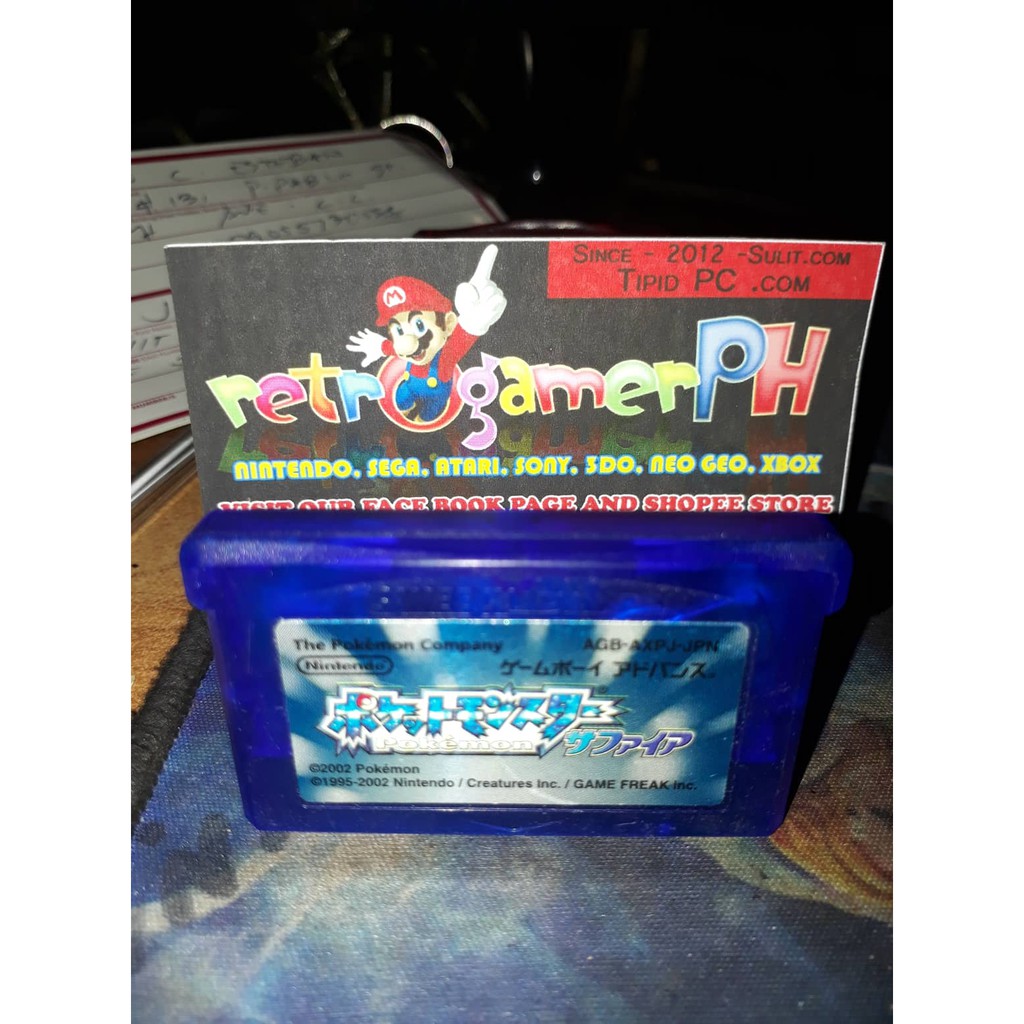 SINCE - 2012 -SULIT.COM
TIPID PC .COM
retrogamerPH
NINTENDO, SEGA, ATARI, SONY, 3DO, NEO GEO, XBOX
VISIT OUR FACE BOOK PAGE AND SHOPEE STORE
The Pokémon Company AGB-AXPJ-JPN
Nintendo ゲームボーイ アドバンス
ポケットモンスター
Pokémon サファイア
©2002 Pokémon
©1995-2002 Nintendo / Creatures Inc. / GAME FREAK inc.